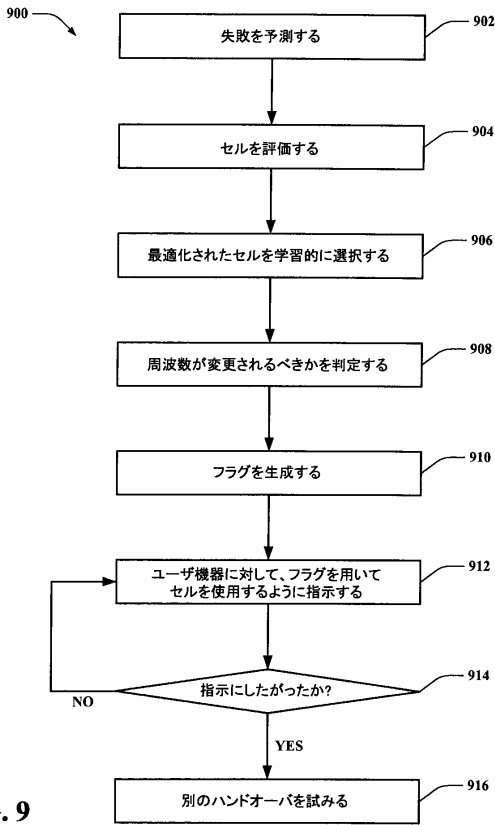 900
失敗を予測する
902
セルを評価する
904
最適化されたセルを学習的に選択する
906
周波数が変更されるべきかを判定する
908
フラグを生成する
910
ユーザ機器に対して、フラグを用いて
セルを使用するように指示する
912
指示にしたがったか?
914
NO
YES
別のハンドオーバを試みる
916
. 9